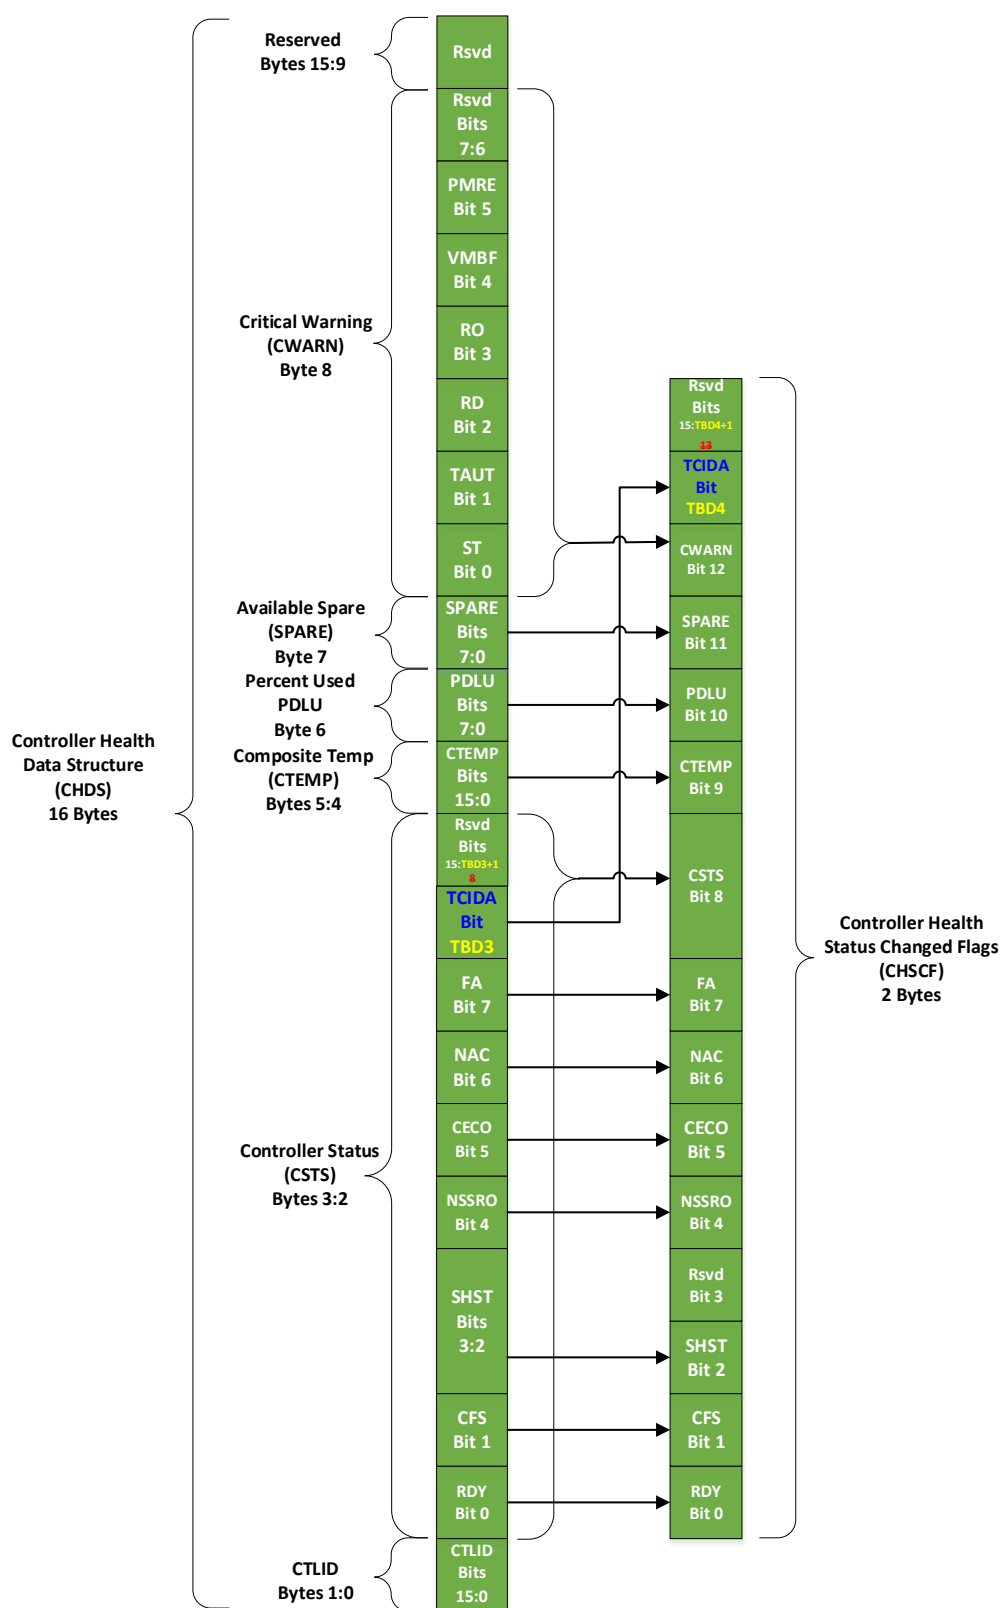 Reserved
Bytes 15:9
Critical Warning
(CWARN)
Byte 8
Available Spare
(SPARE)
Byte 7
Percent Used
PDLU
Byte 6
Controller Health
Data Structure
(CHDS)
16 Bytes
Composite Temp
(CTEMP)
Bytes 5:4
Controller Status
(CSTS)
Bytes 3:2
CTLID
Bytes 1:0
Rsvd
Rsvd
Bits
7:6
PMRE
Bit 5
VMBF
Bit 4
RO
Bit 3
RD
Bit 2
TAUT
Bit 1
ST
Bit 0
SPARE
Bits
7:0
PDLU
Bits
7:0
CTEMP
Bits
15:0
Rsvd
Bits
15:TBD3+1
8
TCIDA
Bit
TBD3
FA
Bit 7
NAC
Bit 6
CECO
Bit 5
NSSRO
Bit 4
SHST
Bits
3:2
CFS
Bit 1
RDY
Bit 0
CTLID
Bits
15:0
Rsvd
Bits
15:TBD4+1
13
TCIDA
Bit
TBD4
CWARN
Bit 12
SPARE
Bit 11
PDLU
Bit 10
CTEMP
Bit 9
CSTS
Bit 8
FA
Bit 7
NAC
Bit 6
CECO
Bit 5
NSSRO
Bit 4
Rsvd
Bit 3
SHST
Bit 2
CFS
Bit 1
RDY
Bit 0
Controller Health
Status Changed Flags
(CHSCF)
2 Bytes